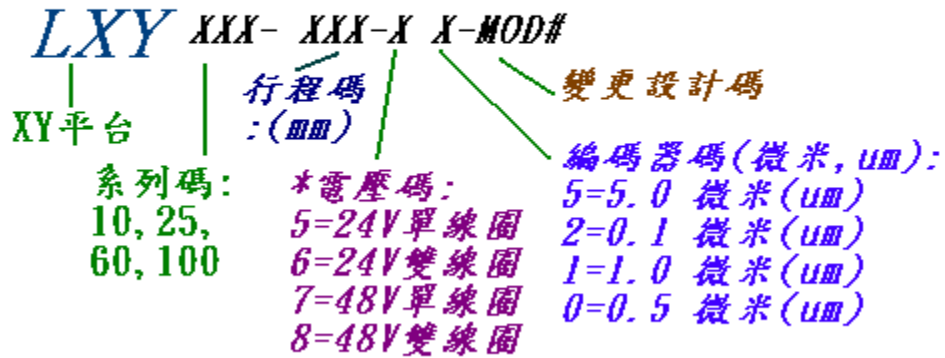 LXY XXX- XXX-X X-MOD#
XY平台
行程碼
:(mm)
變更設計碼
系列碼:
10,25,
60,100
*電壓碼:
5=24V單線圈
6=24V雙線圈
7=48V單線圈
8=48V雙線圈
編碼器碼(微米,um):
5=5.0 微米(um)
2=0.1 微米(um)
1=1.0 微米(um)
0=0.5 微米(um)